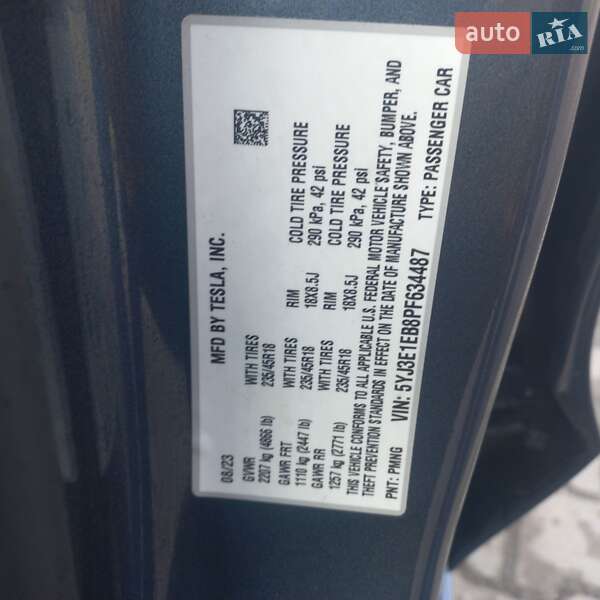 auto RIA.com
MFD BY TESLA, INC.
08/23
GVWR
2207 kg (4866 lb)
GAWR FRT WITH TIRES RIM COLD TIRE PRESSURE
1110 kg (2447 lb) 235/45R18 18X8.5J 290 kPa, 42 psi
GAWR RR WITH TIRES RIM COLD TIRE PRESSURE
1257 kg (2771 lb) 235/45R18 18X8.5J 290 kPa, 42 psi
THIS VEHICLE CONFORMS TO ALL APPLICABLE U.S. FEDERAL MOTOR VEHICLE SAFETY, BUMPER, AND
THEFT PREVENTION STANDARDS IN EFFECT ON THE DATE OF MANUFACTURE SHOWN ABOVE.
PNT: PMNG VIN: 5YJ3E1EB8PF634487 TYPE: PASSENGER CAR